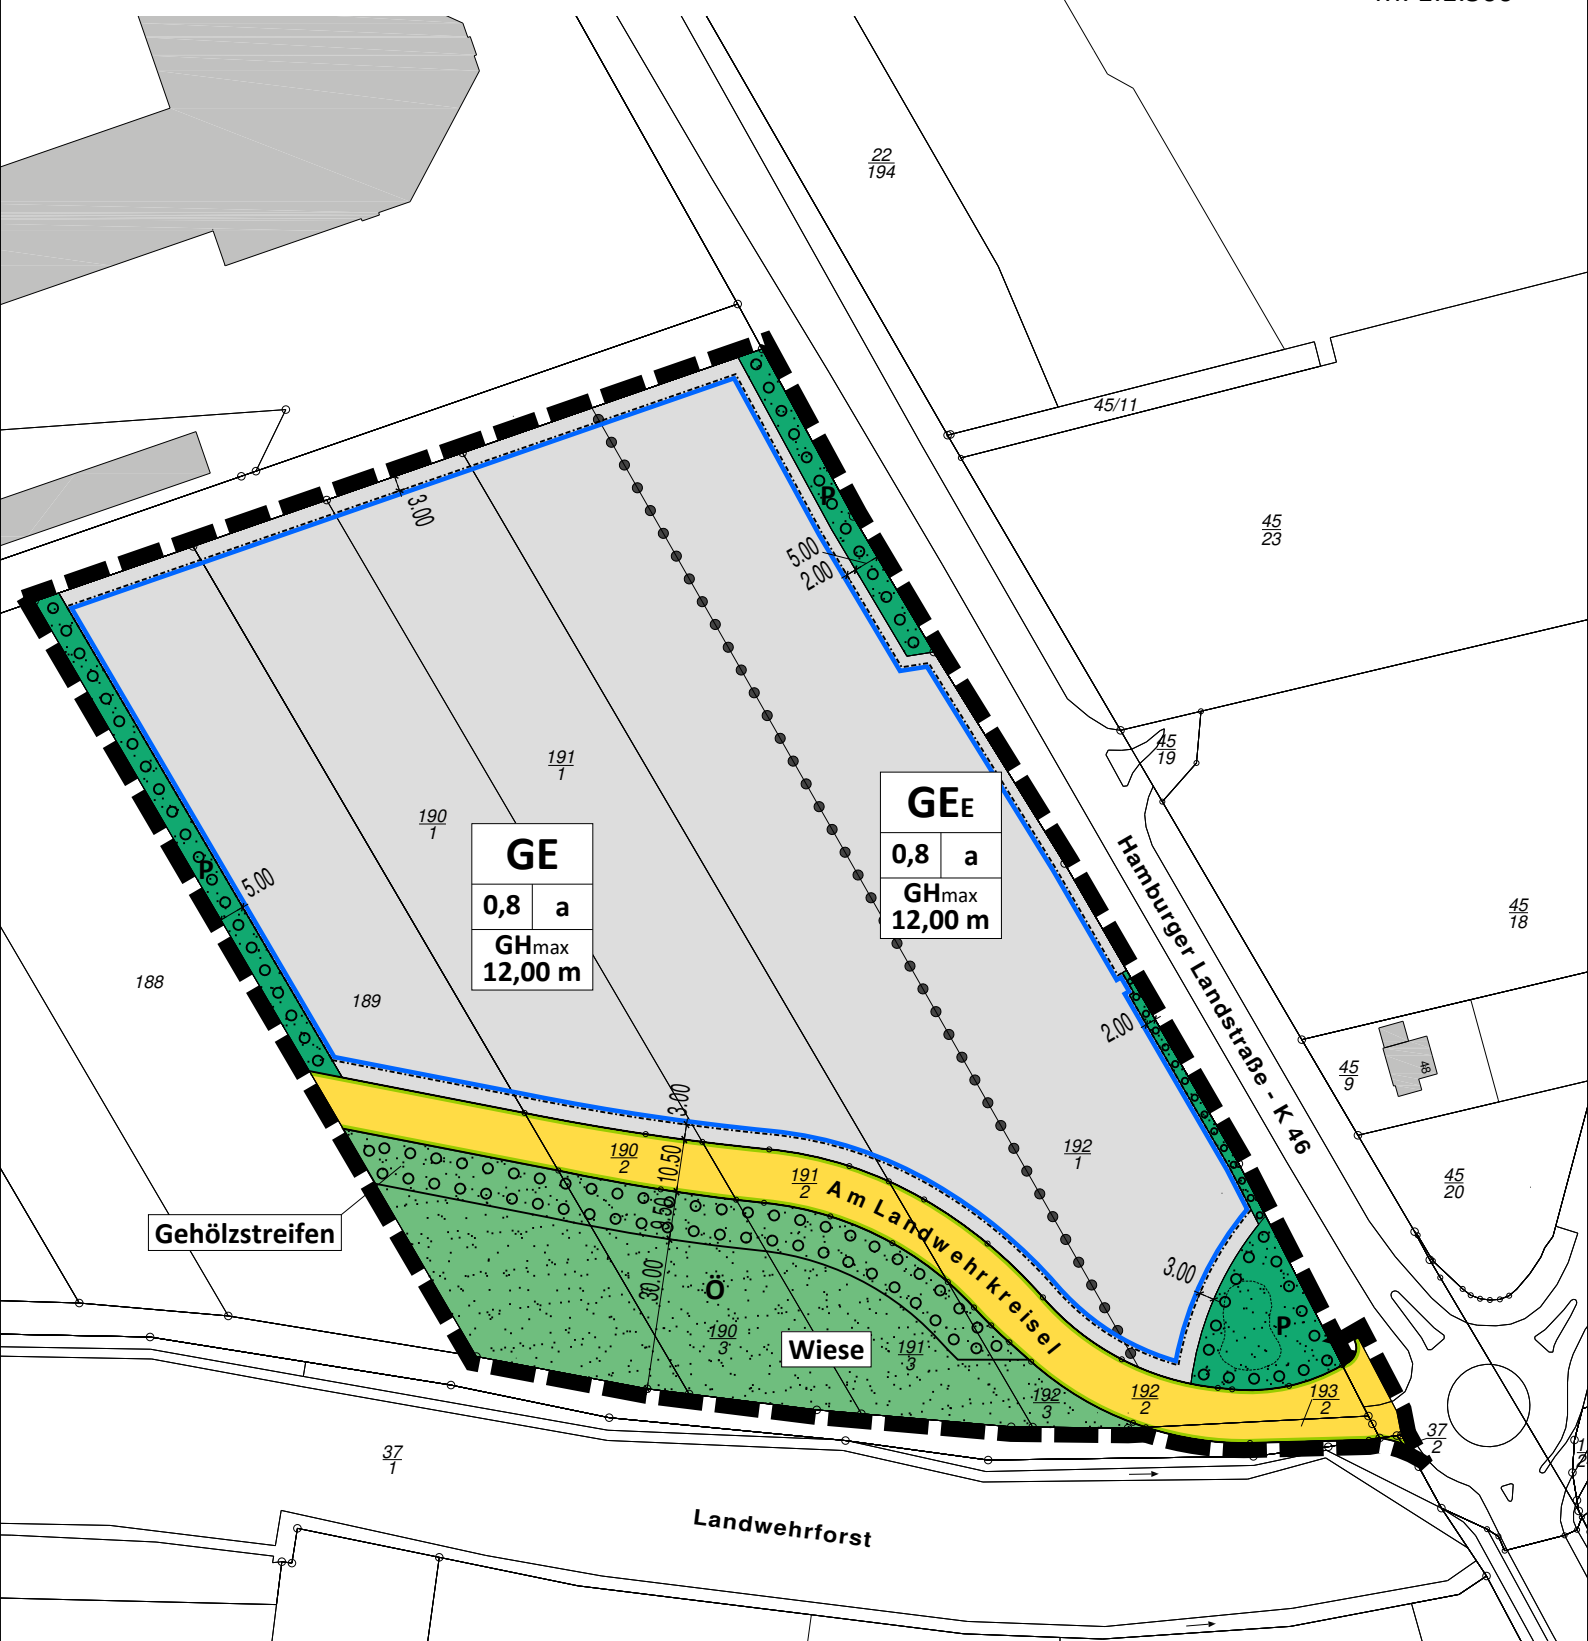 22
194
45/11
3.00
P
45
23
5.00
2.00
45
19
191
1
190
1
GE
0,8 a
GHmax
12,00 m
GEE
0,8 a
GHmax
12,00 m
P
5.00
Hamburger Landstraße - K 46
45
18
188
189
2.00
45
9
48
3.00
192
1
190
2
10.50
191
2
Am Landwehrkreisel
45
20
Gehölzstreifen
9.50
30.00
Ö
3.00
P
190
3
Wiese
191
3
192
3
192
2
193
2
37
2
37
1
Landwehrforst